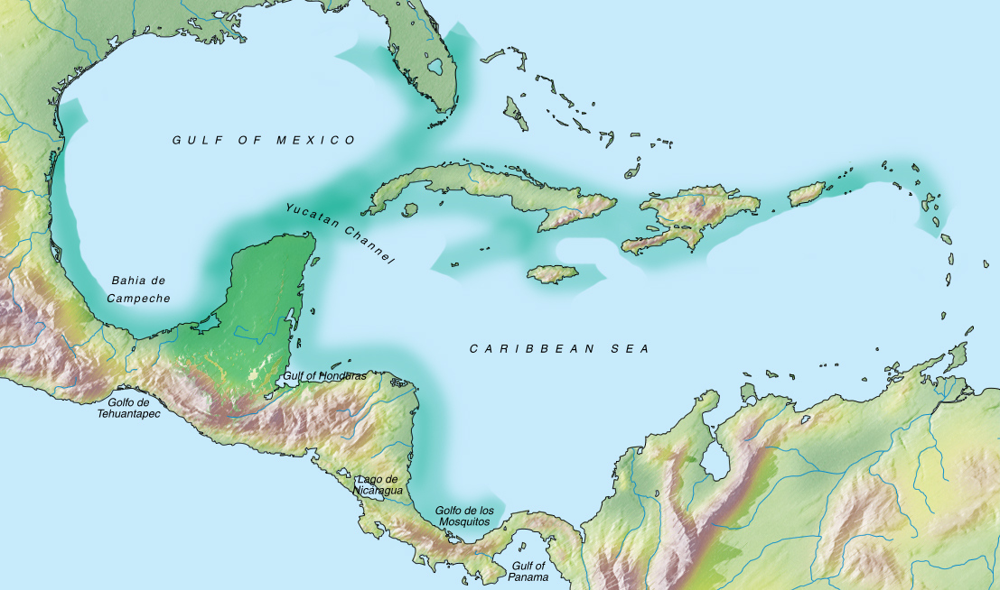 GULF OF MEXICO
Yucatan Channel
Bahia de
Campeche
CARIBBEAN SEA
Gulf of Honduras
Golfo de
Tehuantapec
Lago de
Nicaragua
Golfo de los
Mosquitos
Gulf of
Panama